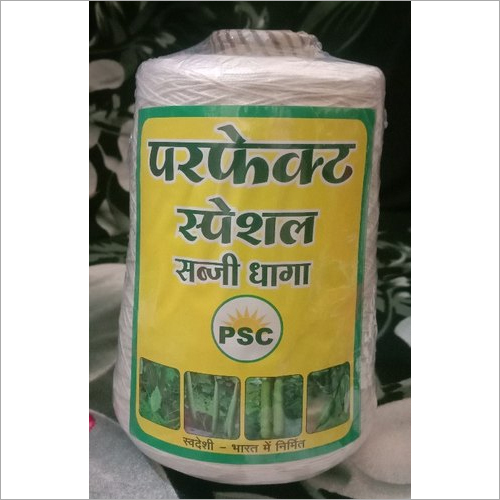 परफेक्ट
स्पेशल
सब्जी धागा
PSC
स्वदेशी - भारत में निर्मित